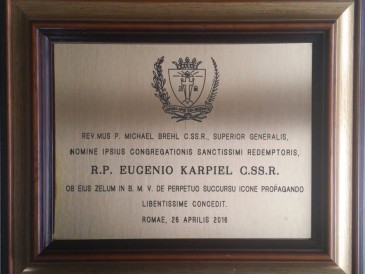 REV.MUS P. MICHAEL BREHL C.SS.R., SUPERIOR GENERALIS,
NOMINE IPSIUS CONGREGATIONIS SANCTISSIMI REDEMPTORIS,
R.P. EUGENIO KARPIEL C.SS.R.
OB EIUS ZELUM IN B. M. V. DE PERPETUO SUCCURSU ICONE PROPAGANDO
LIBENTISSIME CONCEDIT.
ROMAE, 26 APRILIS 2016